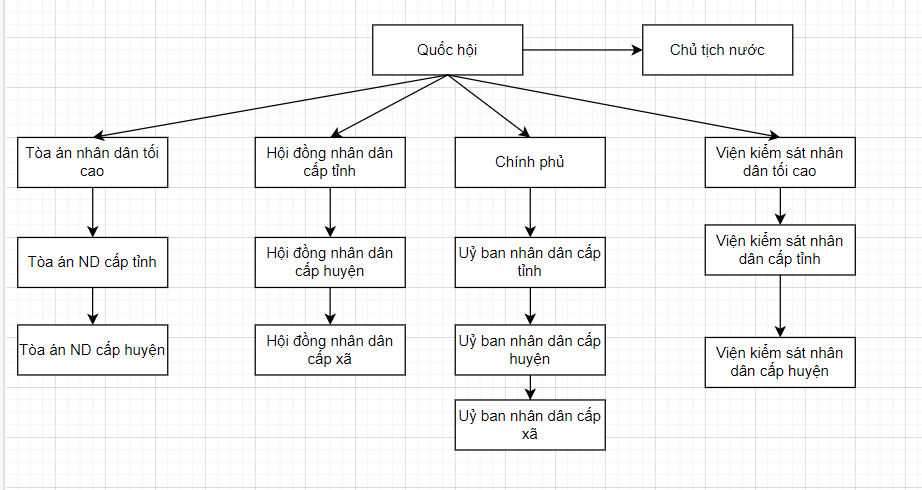 Quốc hội
Chủ tịch nước
Tòa án nhân dân tối
cao
Hội đồng nhân dân
cấp tỉnh
Chính phủ
Viện kiểm sát nhân
dân tối cao
Tòa án ND cấp tỉnh
Hội đồng nhân dân
cấp huyện
Uỷ ban nhân dân cấp
tỉnh
Viện kiểm sát nhân
dân cấp tỉnh
Tòa án ND cấp huyện
Hội đồng nhân dân
cấp xã
Uỷ ban nhân dân cấp
huyện
Viện kiểm sát nhân
dân cấp huyện
Uỷ ban nhân dân cấp
xã